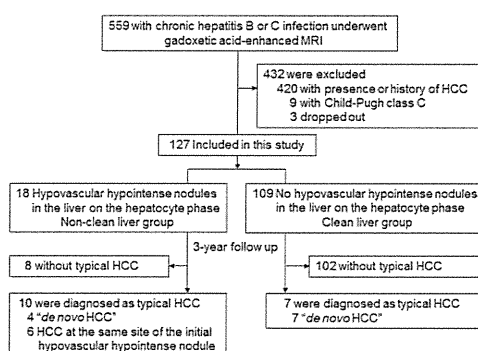 559 with chronic hepatitis B or C infection underwent
gadoxetic acid-enhanced MRI
432 were excluded
420 with presence or history of HCC
9 with Child-Pugh class C
3 dropped out
127 Included in this study
18 Hypovascular hypointense nodules
in the liver on the hepatocyte phase
Non-clean liver group
109 No hypovascular hypointense nodules
in the liver on the hepatocyte phase
Clean liver group
3-year follow up
8 without typical HCC
102 without typical HCC
10 were diagnosed as typical HCC
4 "de novo HCC"
6 HCC at the same site of the initial
hypovascular hypointense nodule
7 were diagnosed as typical HCC
7 "de novo HCC"